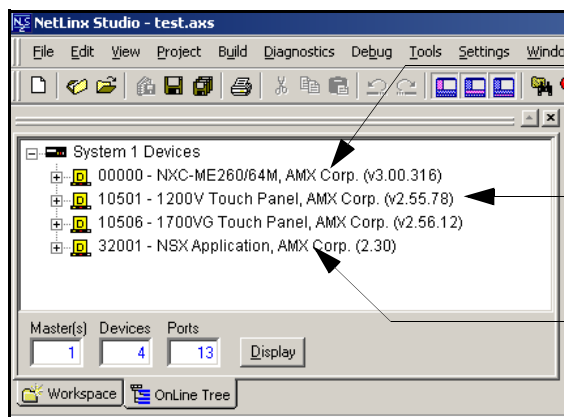 NetLinx Studio - test.axs
File Edit View Project Build Diagnostics Debug Tools Settings Windo
System 1 Devices
00000 - NXC-ME260/64M, AMX Corp. (v3.00.316)
10501 - 1200V Touch Panel, AMX Corp. (v2.55.78)
10506 - 1700VG Touch Panel, AMX Corp. (v2.56.12)
32001 - NSX Application, AMX Corp. (2.30)
Master(s) Devices Ports
1 4 13 Display
Workspace OnLine Tree